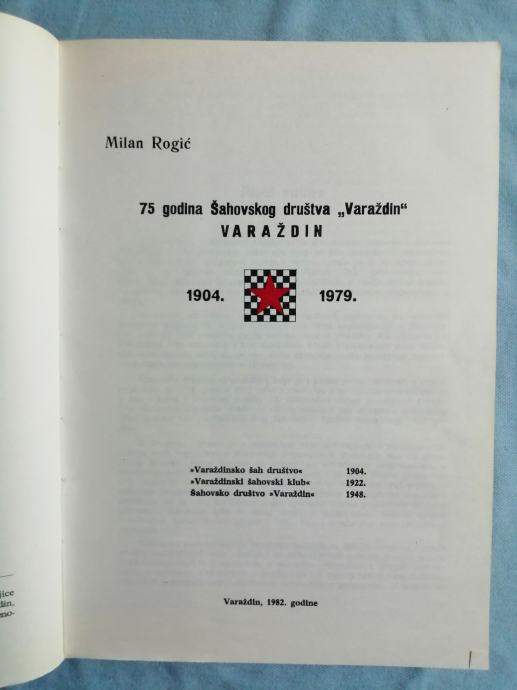 Milan Rogić
75 godina Šahovskog društva „Varaždin“
VARAŽDIN
1904. 1979.
»Varaždinsko šah društvo« 1904.
»Varaždinski šahovski klub« 1922.
Šahovsko društvo »Varaždin« 1948.
Varaždin, 1982. godine